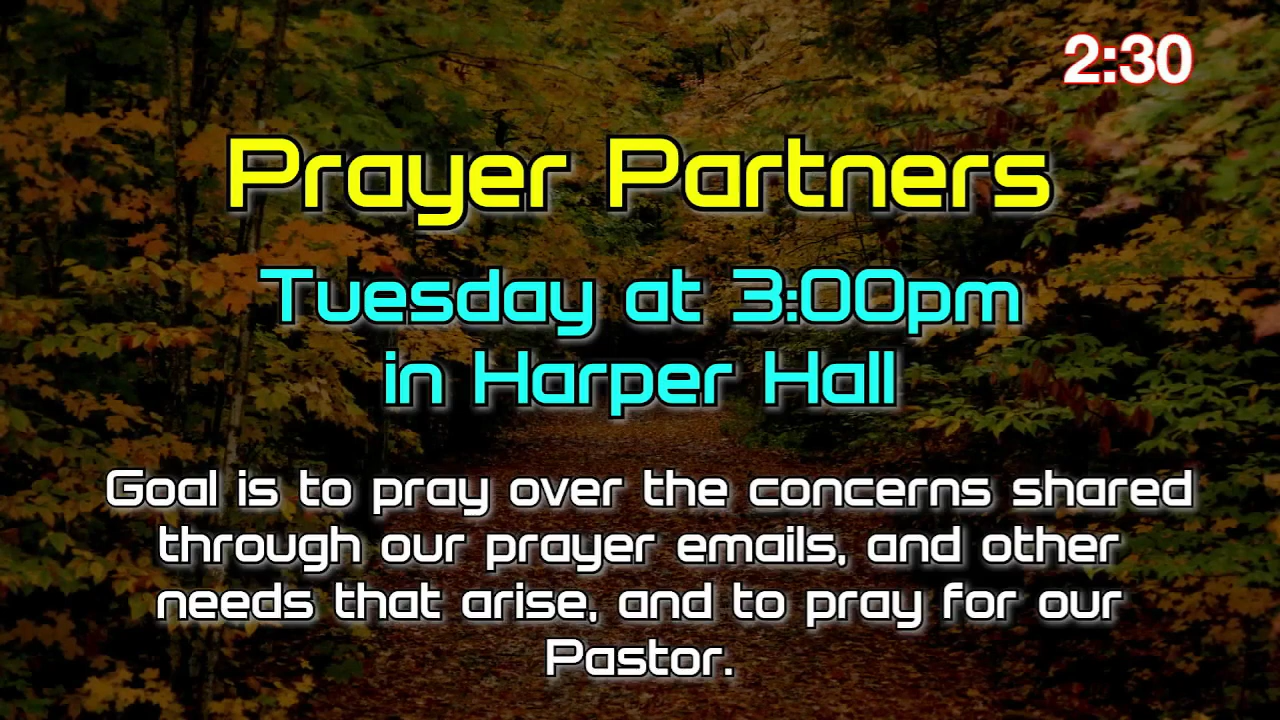 2:30
Prayer Partners
Tuesday at 3:00pm
in Harper Hall
Goal is to pray over the concerns shared
through our prayer emails, and other
needs that arise, and to pray for our
Pastor.